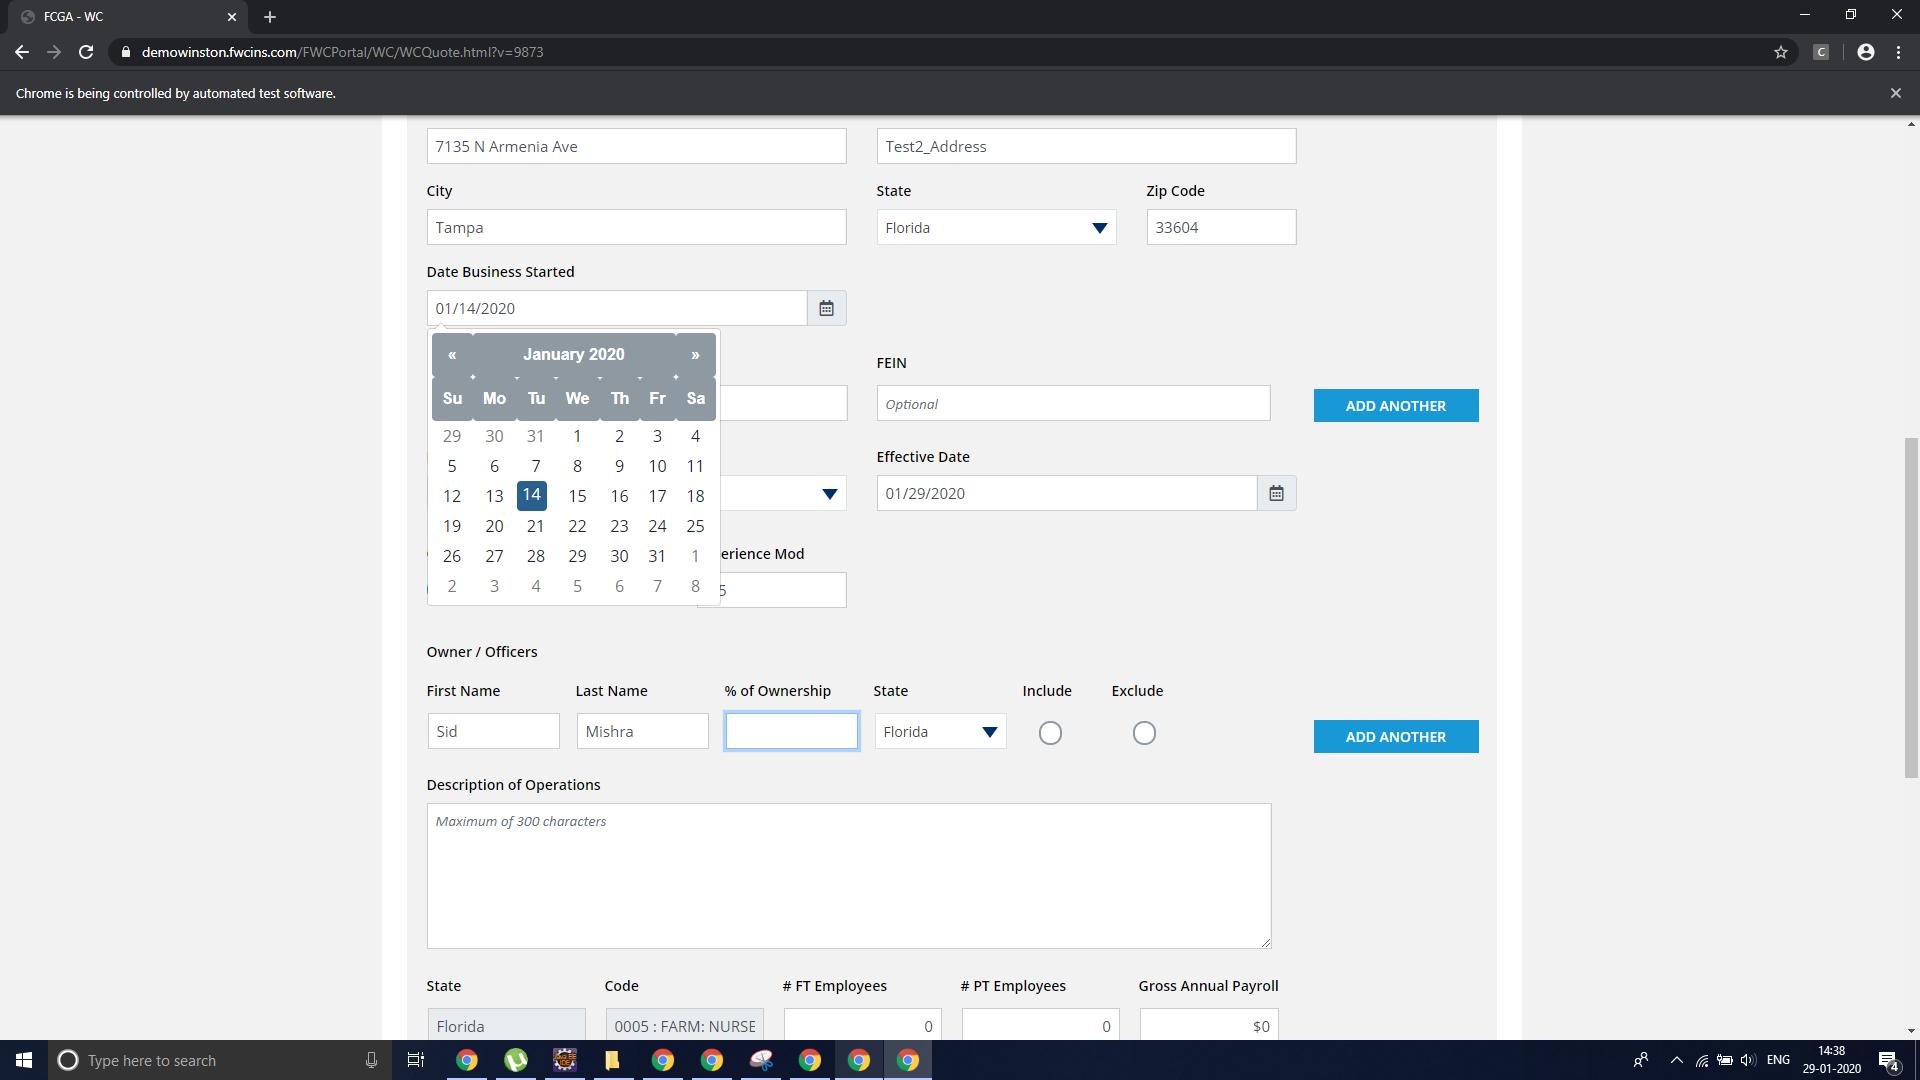 FCGA - WC
demowinston.fwcins.com/FWCPortal/WC/WCQuote.html?v=9873
C
Chrome is being controlled by automated test software.
7135 N Armenia Ave
Test2_Address
City
State
Zip Code
Tampa
Florida
33604
Date Business Started
01/14/2020
« January 2020 »
Su Mo Tu We Th Fr Sa
29 30 31 1 2 3 4
5 6 7 8 9 10 11
12 13 14 15 16 17 18
19 20 21 22 23 24 25
26 27 28 29 30 31 1
2 3 4 5 6 7 8
FEIN
Optional
ADD ANOTHER
Effective Date
01/29/2020
erience Mod
5
Owner / Officers
First Name Last Name % of Ownership State Include Exclude
Sid Mishra Florida
ADD ANOTHER
Description of Operations
Maximum of 300 characters
State Code # FT Employees # PT Employees Gross Annual Payroll
Florida 0005 : FARM: NURSE 0 0 $0
Type here to search
ENG
14:38
29-01-2020
4